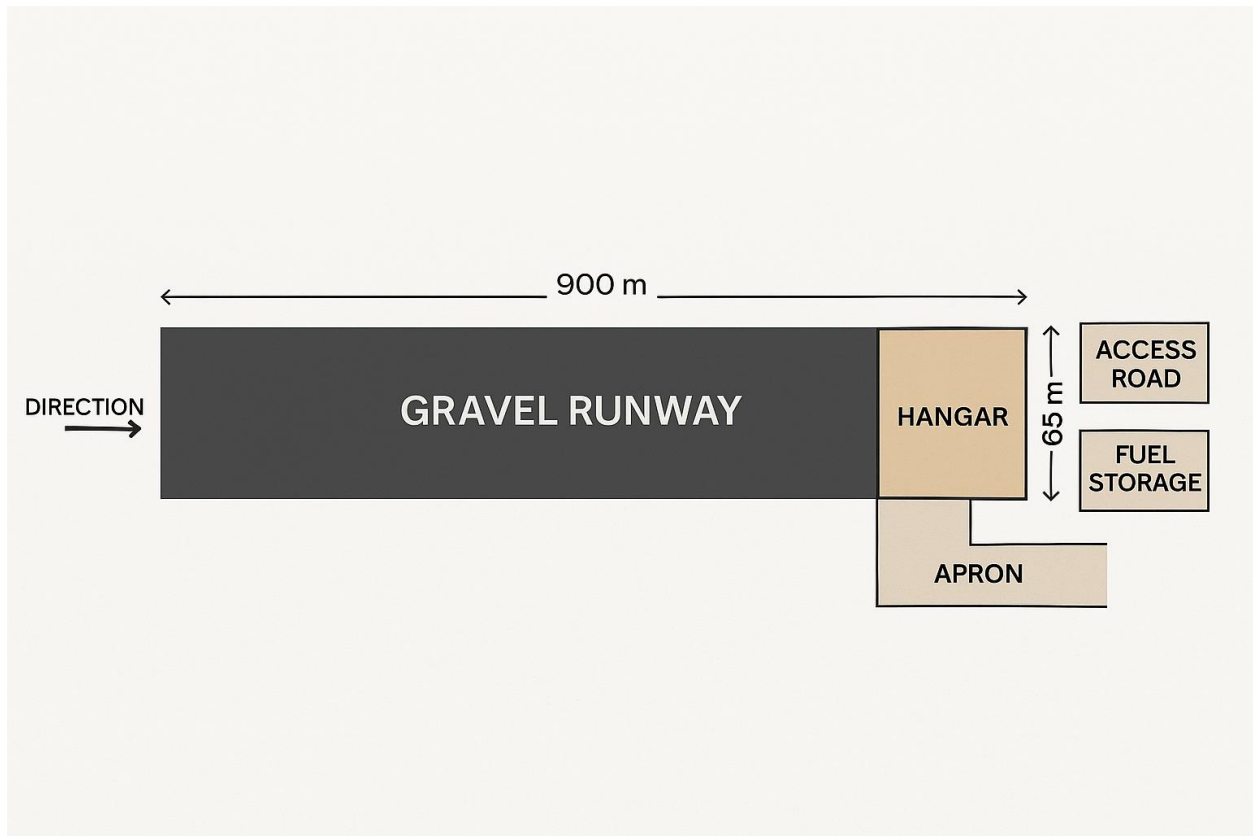 900 m
DIRECTION
GRAVEL RUNWAY
HANGAR
65 m
ACCESS
ROAD
FUEL
STORAGE
APRON